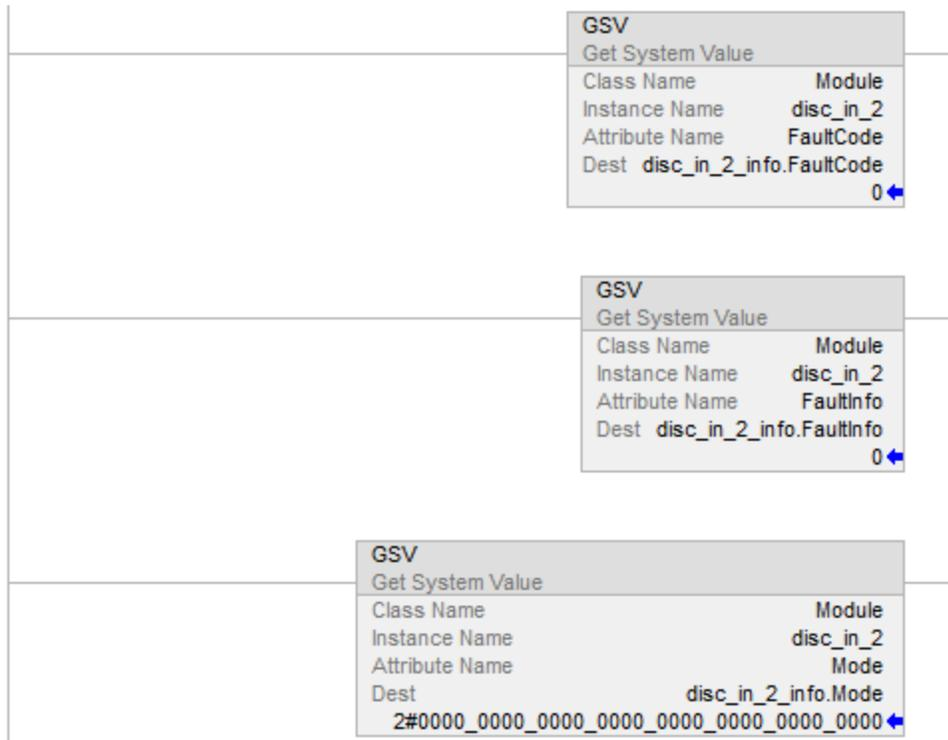 GSV
Get System Value
Class Name Module
Instance Name disc_in_2
Attribute Name FaultCode
Dest disc_in_2_info.FaultCode
0
GSV
Get System Value
Class Name Module
Instance Name disc_in_2
Attribute Name FaultInfo
Dest disc_in_2_info.FaultInfo
0
GSV
Get System Value
Class Name Module
Instance Name disc_in_2
Attribute Name Mode
Dest disc_in_2_info.Mode
2#0000_0000_0000_0000_0000_0000_0000_0000